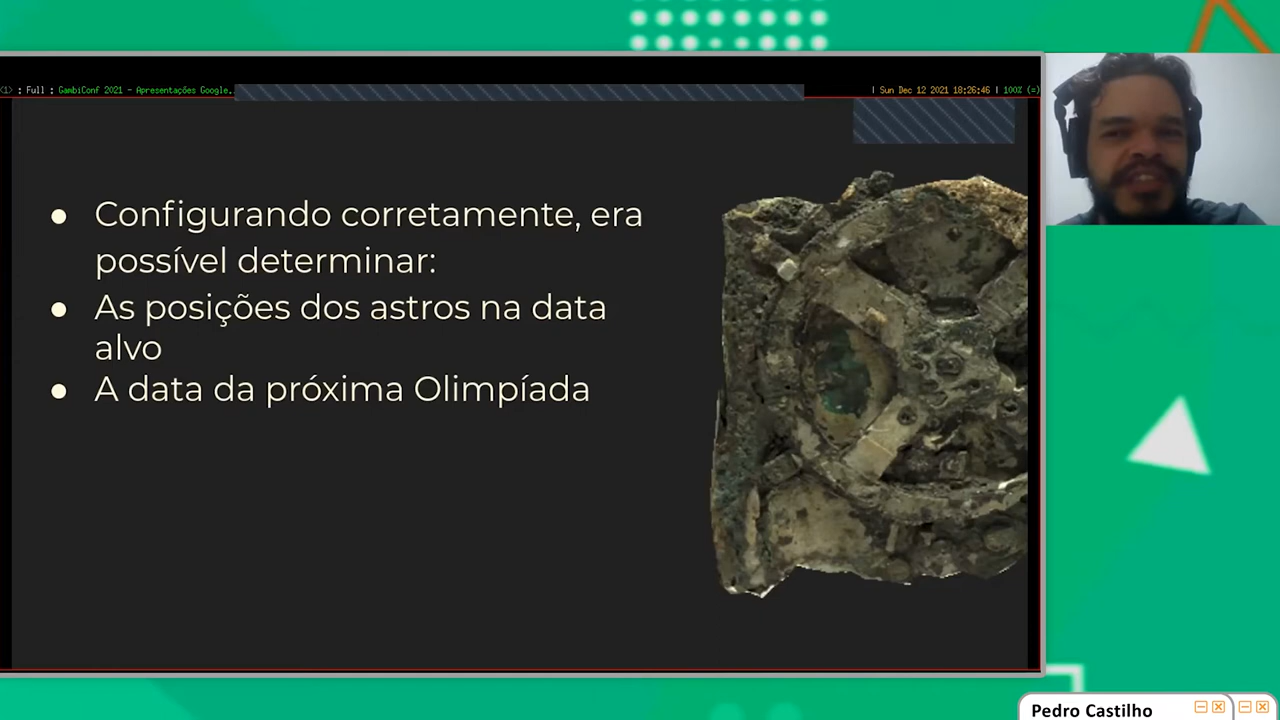 <1> : Full : GambiConf 2021 - Apresentações Google.
| Sun Dec 12 2021 18:26:46 | 100% (=)
● Configurando corretamente, era
possível determinar:
● As posições dos astros na data
alvo
● A data da próxima Olimpíada
Pedro Castilho